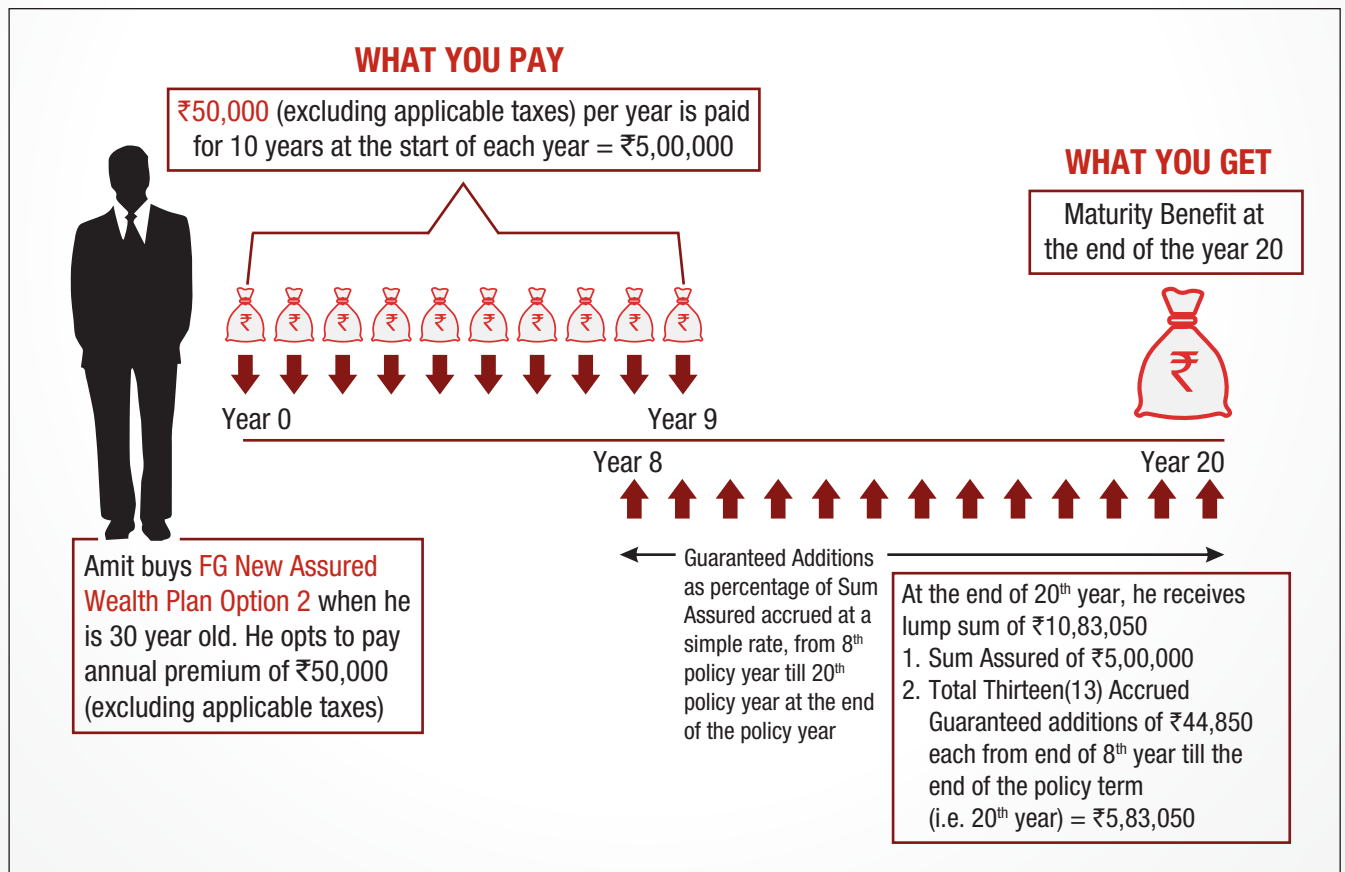 WHAT YOU PAY
₹50,000 (excluding applicable taxes) per year is paid
for 10 years at the start of each year = ₹5,00,000
WHAT YOU GET
Maturity Benefit at
the end of the year 20
₹ ₹ ₹ ₹ ₹ ₹ ₹ ₹ ₹ ₹
₹
Year 0
Year 9
Year 8
Year 20
Amit buys FG New Assured
Wealth Plan Option 2 when he
is 30 year old. He opts to pay
annual premium of ₹50,000
(excluding applicable taxes)
Guaranteed Additions
as percentage of Sum
Assured accrued at a
simple rate, from 8th
policy year till 20th
policy year at the end
of the policy year
At the end of 20th year, he receives
lump sum of ₹10,83,050
1. Sum Assured of ₹5,00,000
2. Total Thirteen(13) Accrued
Guaranteed additions of ₹44,850
each from end of 8th year till the
end of the policy term
(i.e. 20th year) = ₹5,83,050